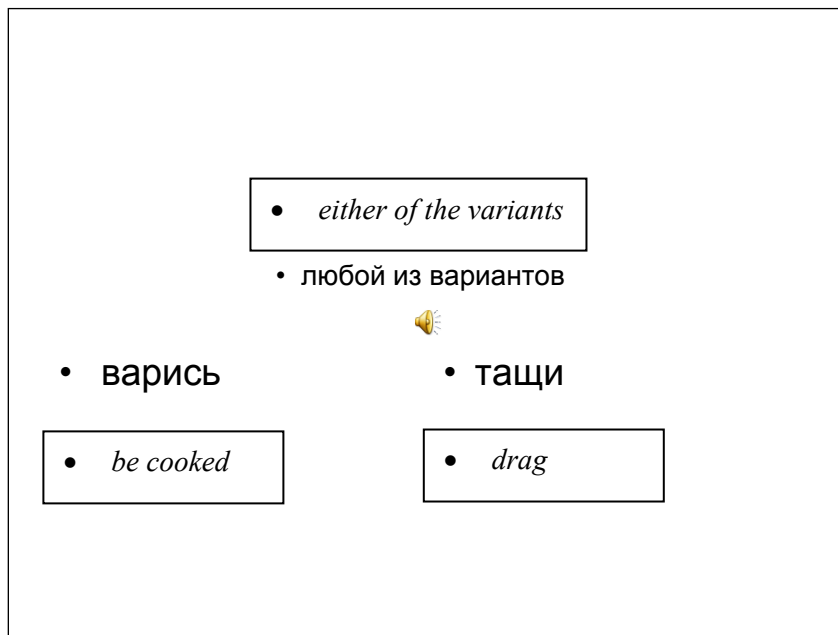 • either of the variants
• любой из вариантов
• варись
• тащи
• be cooked
• drag